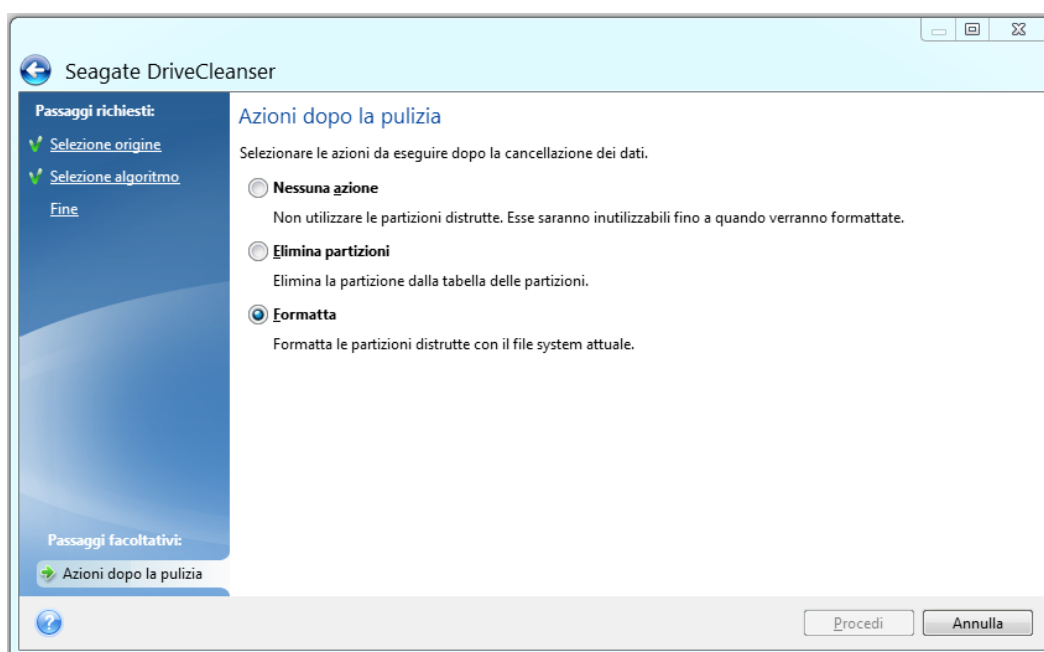 Seagate DriveCleanser
Passaggi richiesti:
Selezione origine
Selezione algoritmo
Fine
Azioni dopo la pulizia
Selezionare le azioni da eseguire dopo la cancellazione dei dati.
Nessuna azione
Non utilizzare le partizioni distrutte. Esse saranno inutilizzabili fino a quando verranno formattate.
Elimina partizioni
Elimina la partizione dalla tabella delle partizioni.
Formatta
Formatta le partizioni distrutte con il file system attuale.
Passaggi facoltativi:
Azioni dopo la pulizia
Procedi
Annulla